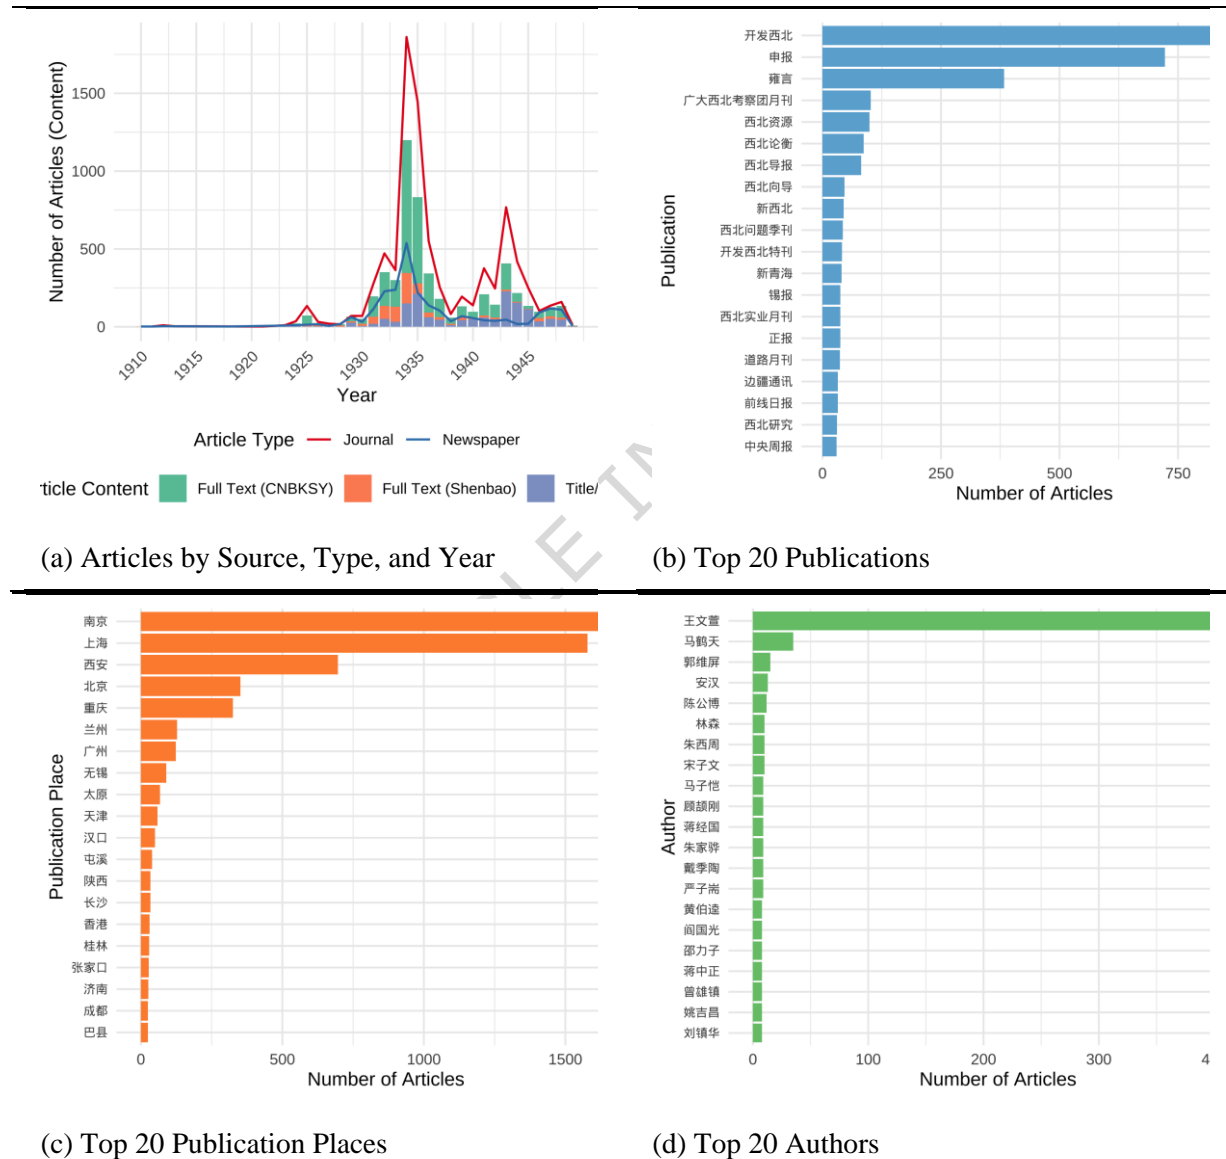 Number of Articles (Content)
1500
1000
500
0
1910
1915
1920
1925
1930
1935
1940
1945
Year
Article Type
Journal
Newspaper
ticle Content
Full Text (CNBKSY)
Full Text (Shenbao)
Title/
(a) Articles by Source, Type, and Year
Publication
开发西北
申报
雍言
广大西北考察团月刊
西北资源
西北论衡
西北导报
西北向导
新西北
西北问题季刊
开发西北特刊
新青海
锡报
西北实业月刊
正报
道路月刊
边疆通讯
前线日报
西北研究
中央周报
0
250
500
750
Number of Articles
(b) Top 20 Publications
Publication Place
南京
上海
西安
北京
重庆
兰州
广州
无锡
太原
天津
汉口
屯溪
陕西
长沙
香港
桂林
张家口
济南
成都
巴县
0
500
1000
1500
Number of Articles
(c) Top 20 Publication Places
Author
王文萱
马鹤天
郭维屏
安汉
陈公博
林森
朱西周
宋子文
马子恺
顾颉刚
蒋经国
朱家骅
戴季陶
严子嵛
黄伯逵
阎国光
邵力子
蒋中正
曾雄镇
姚吉昌
刘镇华
0
100
200
300
4
Number of Articles
(d) Top 20 Authors
LE IN